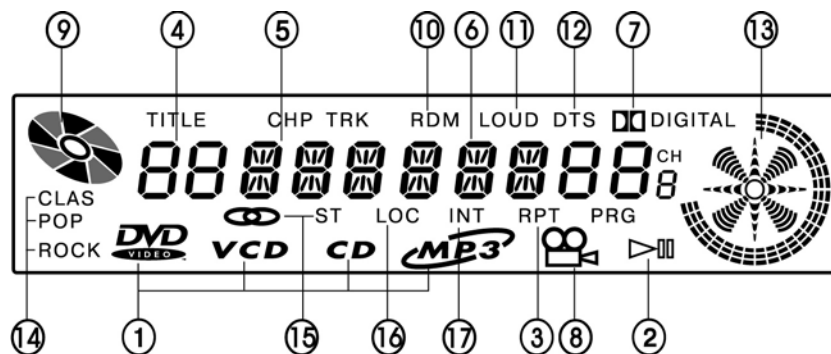 ⑨ ④ ⑤ ⑩ ⑥ ⑪ ⑫ ⑦ ⑬
TITLE CHP TRK RDM LOUD DTS DIGITAL
CH
CLAS
POP
ROCK
ST LOC INT RPT PRG
DVD VIDEO VCD CD MP3
⑭ ① ⑮ ⑯ ⑰ ③ ⑧ ②